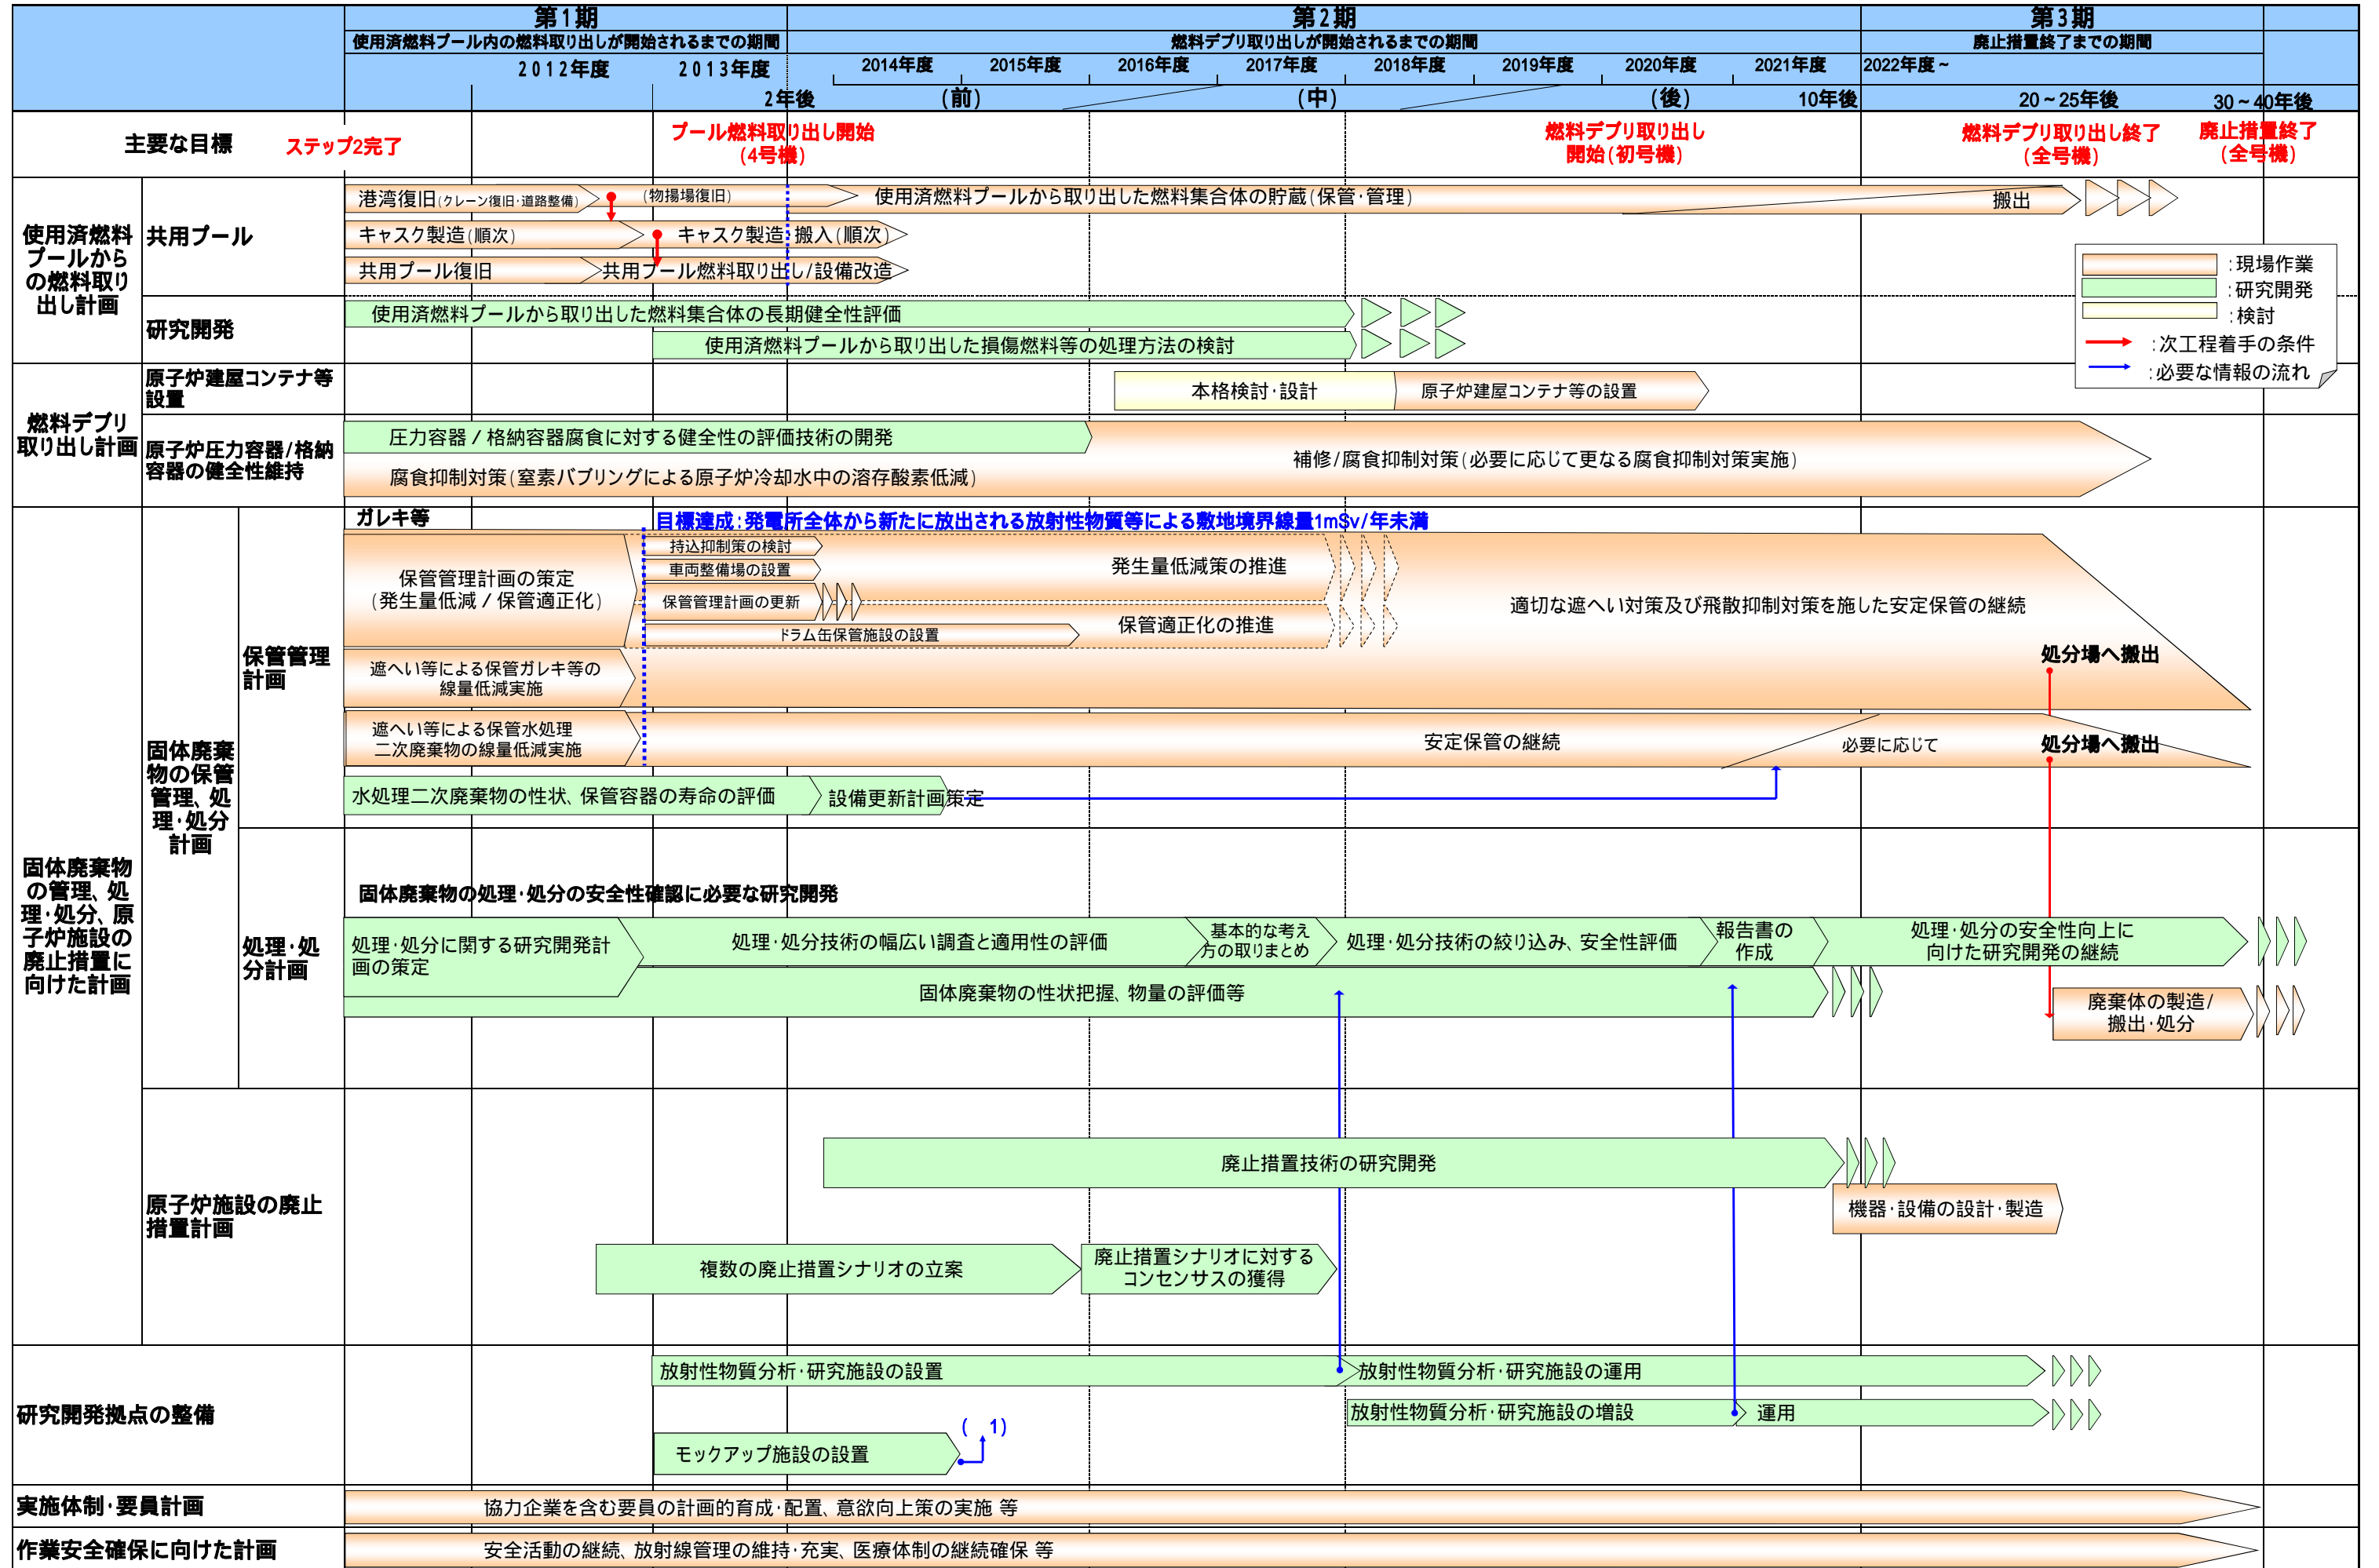 第1期
第2期
第3期
使用済燃料プール内の燃料取り出しが開始されるまでの期間
燃料デブリ取り出しが開始されるまでの期間
廃止措置終了までの期間
2012年度
2013年度
2014年度
2015年度
2016年度
2017年度
2018年度
2019年度
2020年度
2021年度
2022年度~
2年後
(前)
(中)
(後)
10年後
20~25年後
30~40年後
主要な目標
ステップ2完了
プール燃料取り出し開始
(4号機)
燃料デブリ取り出し
開始(初号機)
燃料デブリ取り出し終了
(全号機)
廃止措置終了
(全号機)
使用済燃料
プールから
の燃料取り
出し計画
共用プール
港湾復旧(クレーン復旧・道路整備)
(物揚場復旧)
使用済燃料プールから取り出した燃料集合体の貯蔵(保管・管理)
搬出
キャスク製造(順次)
キャスク製造・搬入(順次)
共用プール復旧
共用プール燃料取り出し/設備改造
:現場作業
:研究開発
:検討
:次工程着手の条件
:必要な情報の流れ
研究開発
使用済燃料プールから取り出した燃料集合体の長期健全性評価
使用済燃料プールから取り出した損傷燃料等の処理方法の検討
燃料デブリ
取り出し計画
原子炉建屋コンテナ等
設置
本格検討・設計
原子炉建屋コンテナ等の設置
原子炉圧力容器/格納
容器の健全性維持
圧力容器/格納容器腐食に対する健全性の評価技術の開発
腐食抑制対策(窒素バブリングによる原子炉冷却水中の溶存酸素低減)
補修/腐食抑制対策(必要に応じて更なる腐食抑制対策実施)
固体廃棄物
の管理、処
理・処分、原
子炉施設の
廃止措置に
向けた計画
固体廃棄
物の保管
管理、処
理・処分
計画
保管管理
計画
ガレキ等
目標達成:発電所全体から新たに放出される放射性物質等による敷地境界線量1mSv/年未満
保管管理計画の策定
(発生量低減/保管適正化)
持込抑制策の検討
車両整備場の設置
保管管理計画の更新
ドラム缶保管施設の設置
発生量低減策の推進
保管適正化の推進
適切な遮へい対策及び飛散抑制対策を施した安定保管の継続
処分場へ搬出
遮へい等による保管ガレキ等の
線量低減実施
遮へい等による保管水処理
二次廃棄物の線量低減実施
安定保管の継続
必要に応じて
処分場へ搬出
水処理二次廃棄物の性状、保管容器の寿命の評価
設備更新計画策定
処理・処
分計画
固体廃棄物の処理・処分の安全性確認に必要な研究開発
処理・処分に関する研究開発計
画の策定
処理・処分技術の幅広い調査と適用性の評価
基本的な考え
方の取りまとめ
処理・処分技術の絞り込み、安全性評価
報告書の
作成
処理・処分の安全性向上に
向けた研究開発の継続
固体廃棄物の性状把握、物量の評価等
廃棄体の製造/
搬出・処分
原子炉施設の廃止
措置計画
廃止措置技術の研究開発
機器・設備の設計・製造
複数の廃止措置シナリオの立案
廃止措置シナリオに対する
コンセンサスの獲得
研究開発拠点の整備
放射性物質分析・研究施設の設置
放射性物質分析・研究施設の運用
放射性物質分析・研究施設の増設
運用
モックアップ施設の設置
( 1)
実施体制・要員計画
協力企業を含む要員の計画的育成・配置、意欲向上策の実施 等
作業安全確保に向けた計画
安全活動の継続、放射線管理の維持・充実、医療体制の継続確保 等